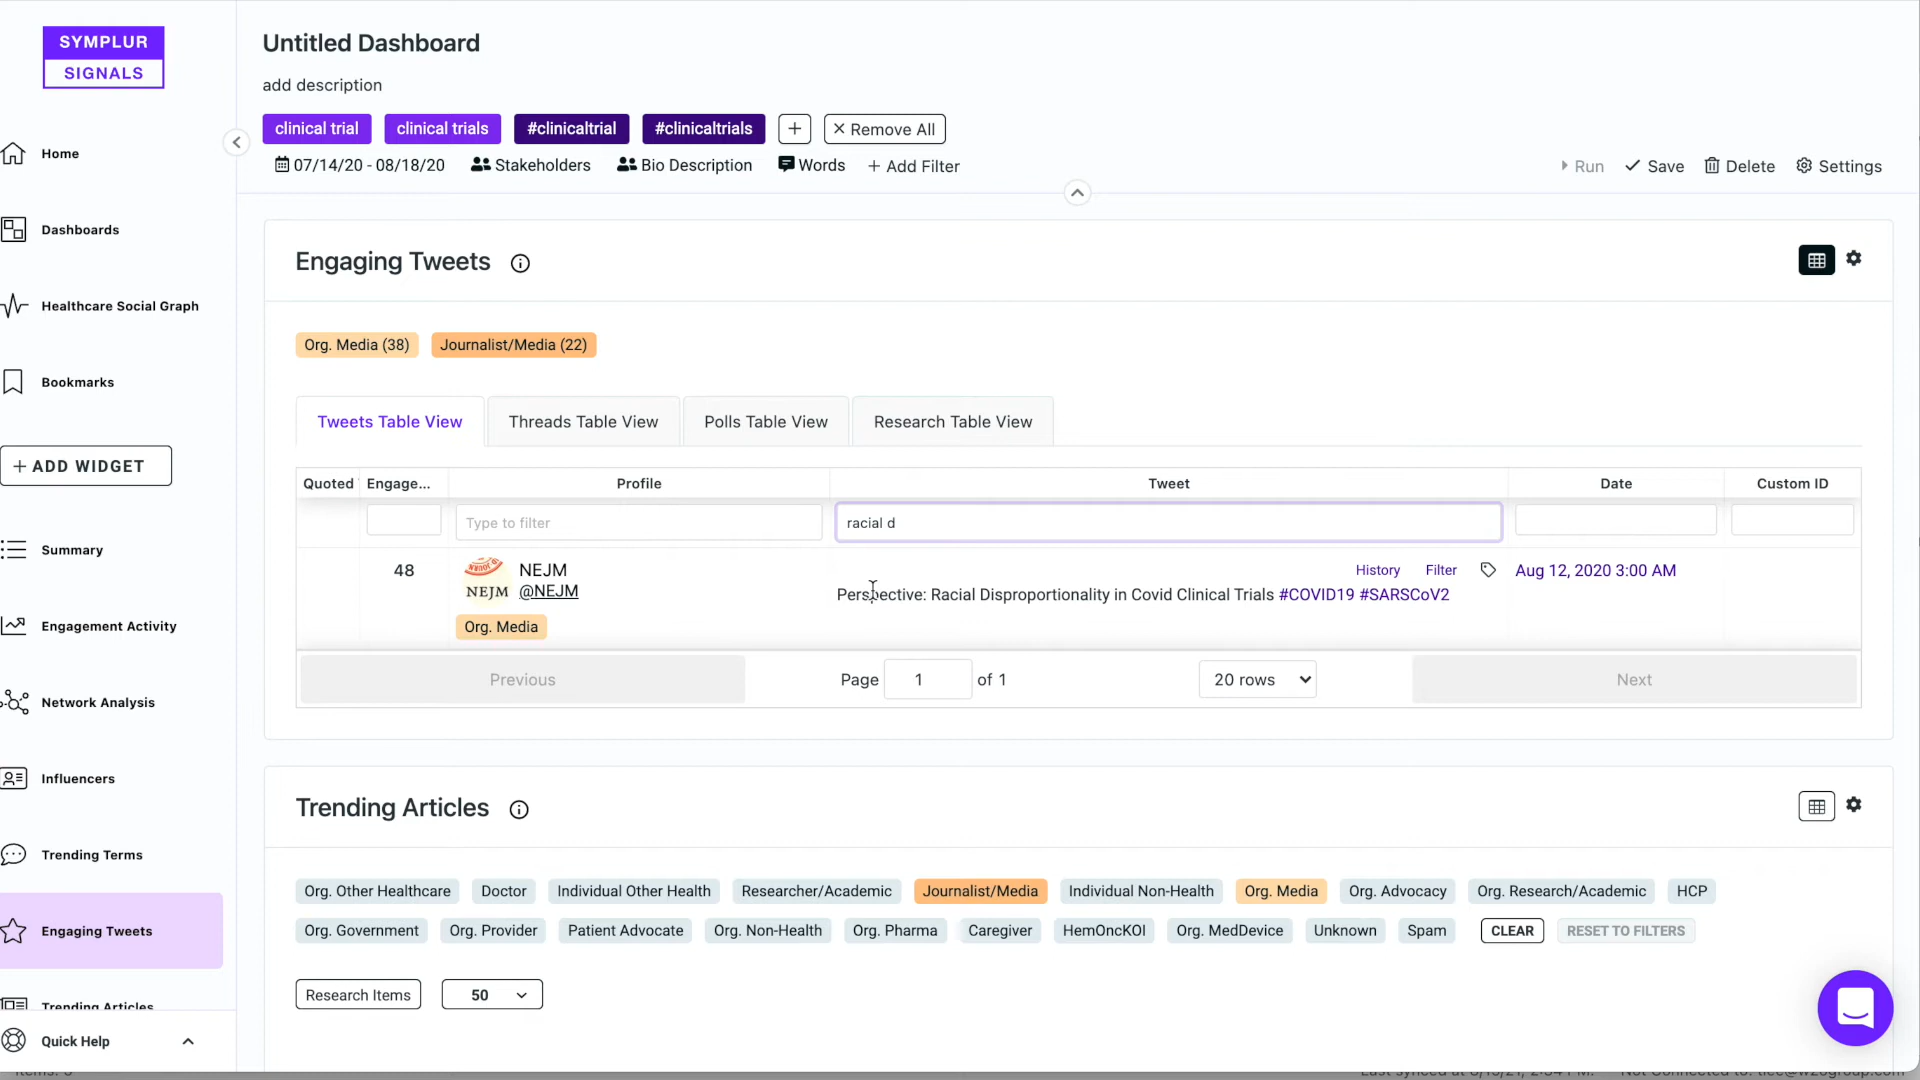 SYMPLUR
SIGNALS
Untitled Dashboard
add description
clinical trial clinical trials #clinicaltrial #clinicaltrials + × Remove All
07/14/20 - 08/18/20 Stakeholders Bio Description Words + Add Filter
Run Save Delete Settings
Home
Dashboards
Healthcare Social Graph
Bookmarks
+ ADD WIDGET
Summary
Engagement Activity
Network Analysis
Influencers
Trending Terms
Engaging Tweets
Trending Articles
Quick Help
Engaging Tweets
Org. Media (38) Journalist/Media (22)
Tweets Table View Threads Table View Polls Table View Research Table View
Quoted Engage... Profile Tweet Date Custom ID
Type to filter racial d
48 NEJM History Filter Aug 12, 2020 3:00 AM
NEJM @NEJM Perspective: Racial Disproportionality in Covid Clinical Trials #COVID19 #SARSCoV2
Org. Media
Previous Page 1 of 1 20 rows Next
Trending Articles
Org. Other Healthcare Doctor Individual Other Health Researcher/Academic Journalist/Media Individual Non-Health Org. Media Org. Advocacy Org. Research/Academic HCP
Org. Government Org. Provider Patient Advocate Org. Non-Health Org. Pharma Caregiver HemOncKOl Org. MedDevice Unknown Spam CLEAR RESET TO FILTERS
Research Items 50